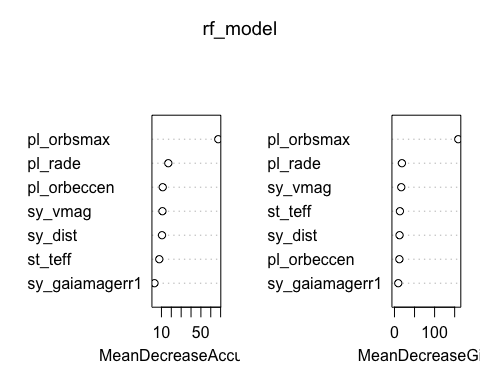 rf_model
pl_orbsmax
pl_rade
pl_orbeccen
sy_vmag
sy_dist
st_teff
sy_gaiamagerr1
10 50
MeanDecreaseAccu
pl_orbsmax
pl_rade
sy_vmag
st_teff
sy_dist
pl_orbeccen
sy_gaiamagerr1
0 100
MeanDecreaseGi